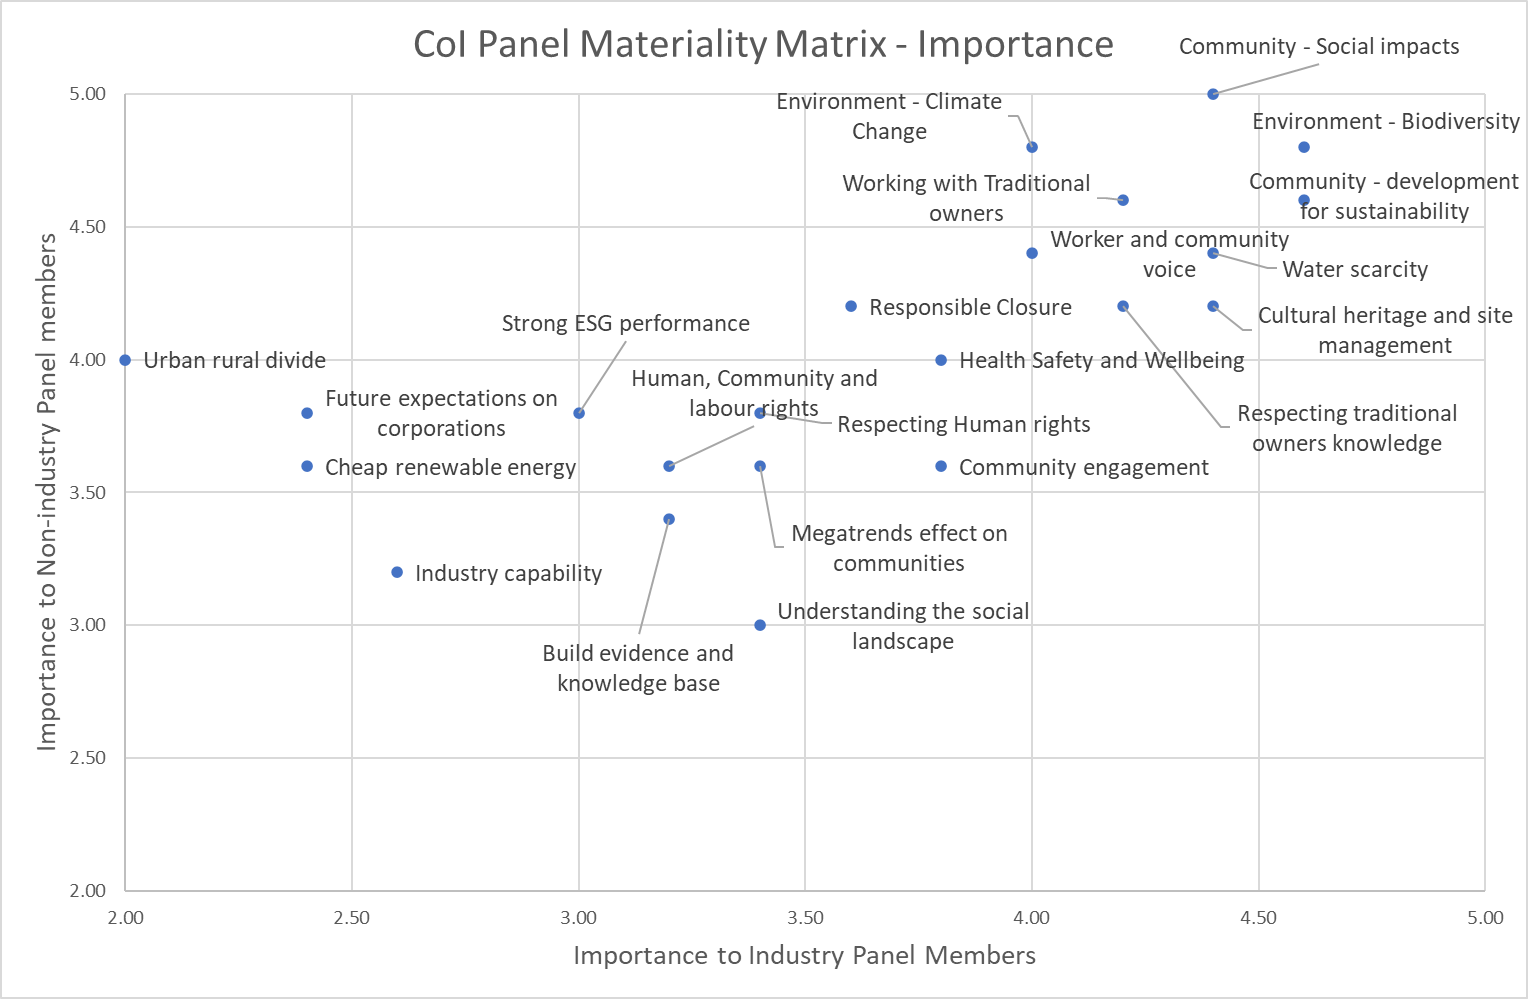 CoI Panel Materiality Matrix - Importance
Community - Social impacts
5.00
Environment - Climate
Change
Environment - Biodiversity
Working with Traditional
owners
Community - development
for sustainability
4.50
Worker and community
voice
Water scarcity
Responsible Closure
Cultural heritage and site
management
Strong ESG performance
4.00
Urban rural divide
Health Safety and Wellbeing
Human, Community and
labour rights
Future expectations on
corporations
Respecting Human rights
Respecting traditional
owners knowledge
Cheap renewable energy
Community engagement
3.50
Megatrends effect on
communities
Industry capability
3.00
Understanding the social
landscape
Build evidence and
knowledge base
2.50
2.00
2.00
2.50
3.00
3.50
4.00
4.50
5.00
Importance to Industry Panel Members
Importance to Non-industry Panel members